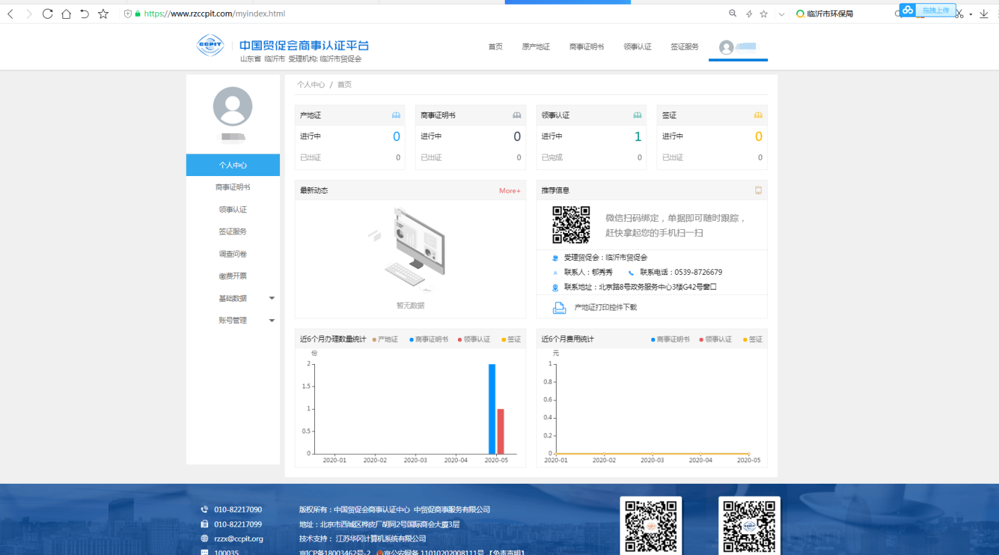 https://www.rzccpit.com/myindex.html
临沂市环保局
拖拽上传
CCPIT
中国贸促会商事认证平台
山东省 临沂市 受理机构: 临沂市贸促会
首页 原产地证 商事证明书 领事认证 签证服务
个人中心 / 首页
个人中心
商事证明书
领事认证
签证服务
调查问卷
缴费开票
基础数据
账号管理
产地证
进行中 0
已出证 0
商事证明书
进行中 0
已出证 0
领事认证
进行中 1
已完成 0
签证
进行中 0
已出证 0
最新动态 More+
暂无数据
推荐信息
微信扫码绑定，单据即可随时跟踪，
赶快拿起您的手机扫一扫
受理贸促会：临沂市贸促会
联系人：郇秀秀 联系电话：0539-8726679
联系地址：北京路8号政务服务中心3楼G42号窗口
产地证打印控件下载
近6个月办理数量统计 产地证 商事证明书 领事认证 签证
份
2
1.5
1
0.5
0
2020-01 2020-02 2020-03 2020-04 2020-05
近6个月费用统计 商事证明书 领事认证 签证
元
1
0.8
0.6
0.4
0.2
0
2020-01 2020-02 2020-03 2020-04 2020-05
010-82217090
010-82217099
rzzx@ccpit.org
100035
版权所有：中国贸促会商事认证中心 中贸促商事服务有限公司
地址：北京市西城区桦皮厂胡同2号国际商会大厦3层
技术支持： 江苏华冈计算机系统有限公司
京ICP备18003462号-2 京公安网备 11010202008111号 【免责声明】